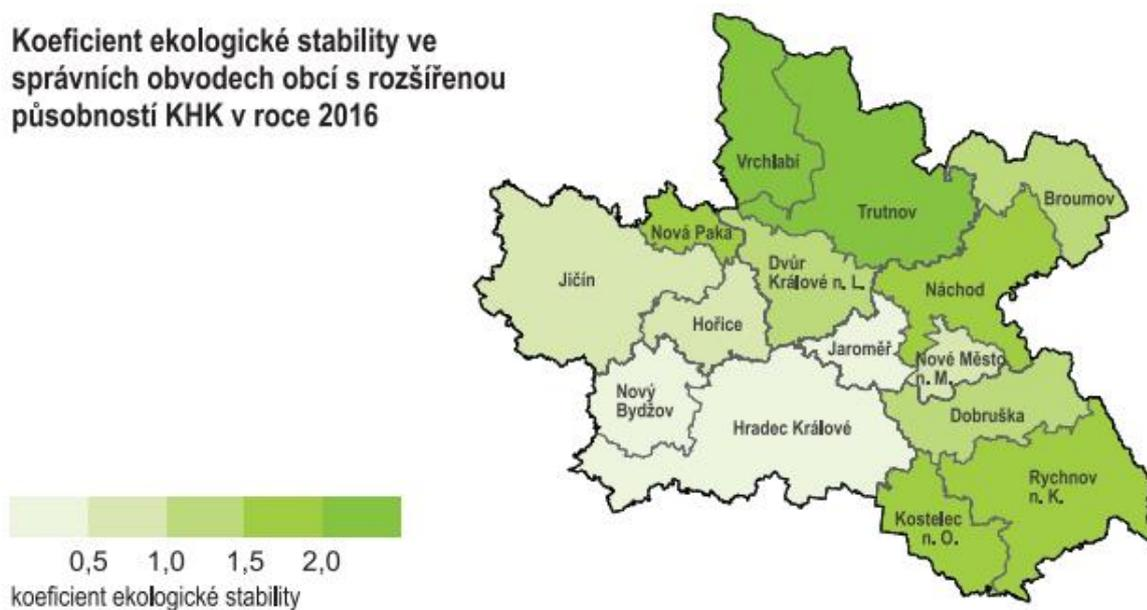 Koeficient ekologické stability ve
správních obvodech obcí s rozšířenou
působností KHK v roce 2016
Vrchlabí
Trutnov
Broumov
Nová Paka
Jičín
Dvůr
Králové n. L.
Náchod
Hořice
Jaroměř
Nové Město
n. M.
Nový
Bydžov
Hradec Králové
Dobruška
Rychnov
n. K.
Kostelec
n. O.
0,5 1,0 1,5 2,0
koeficient ekologické stability